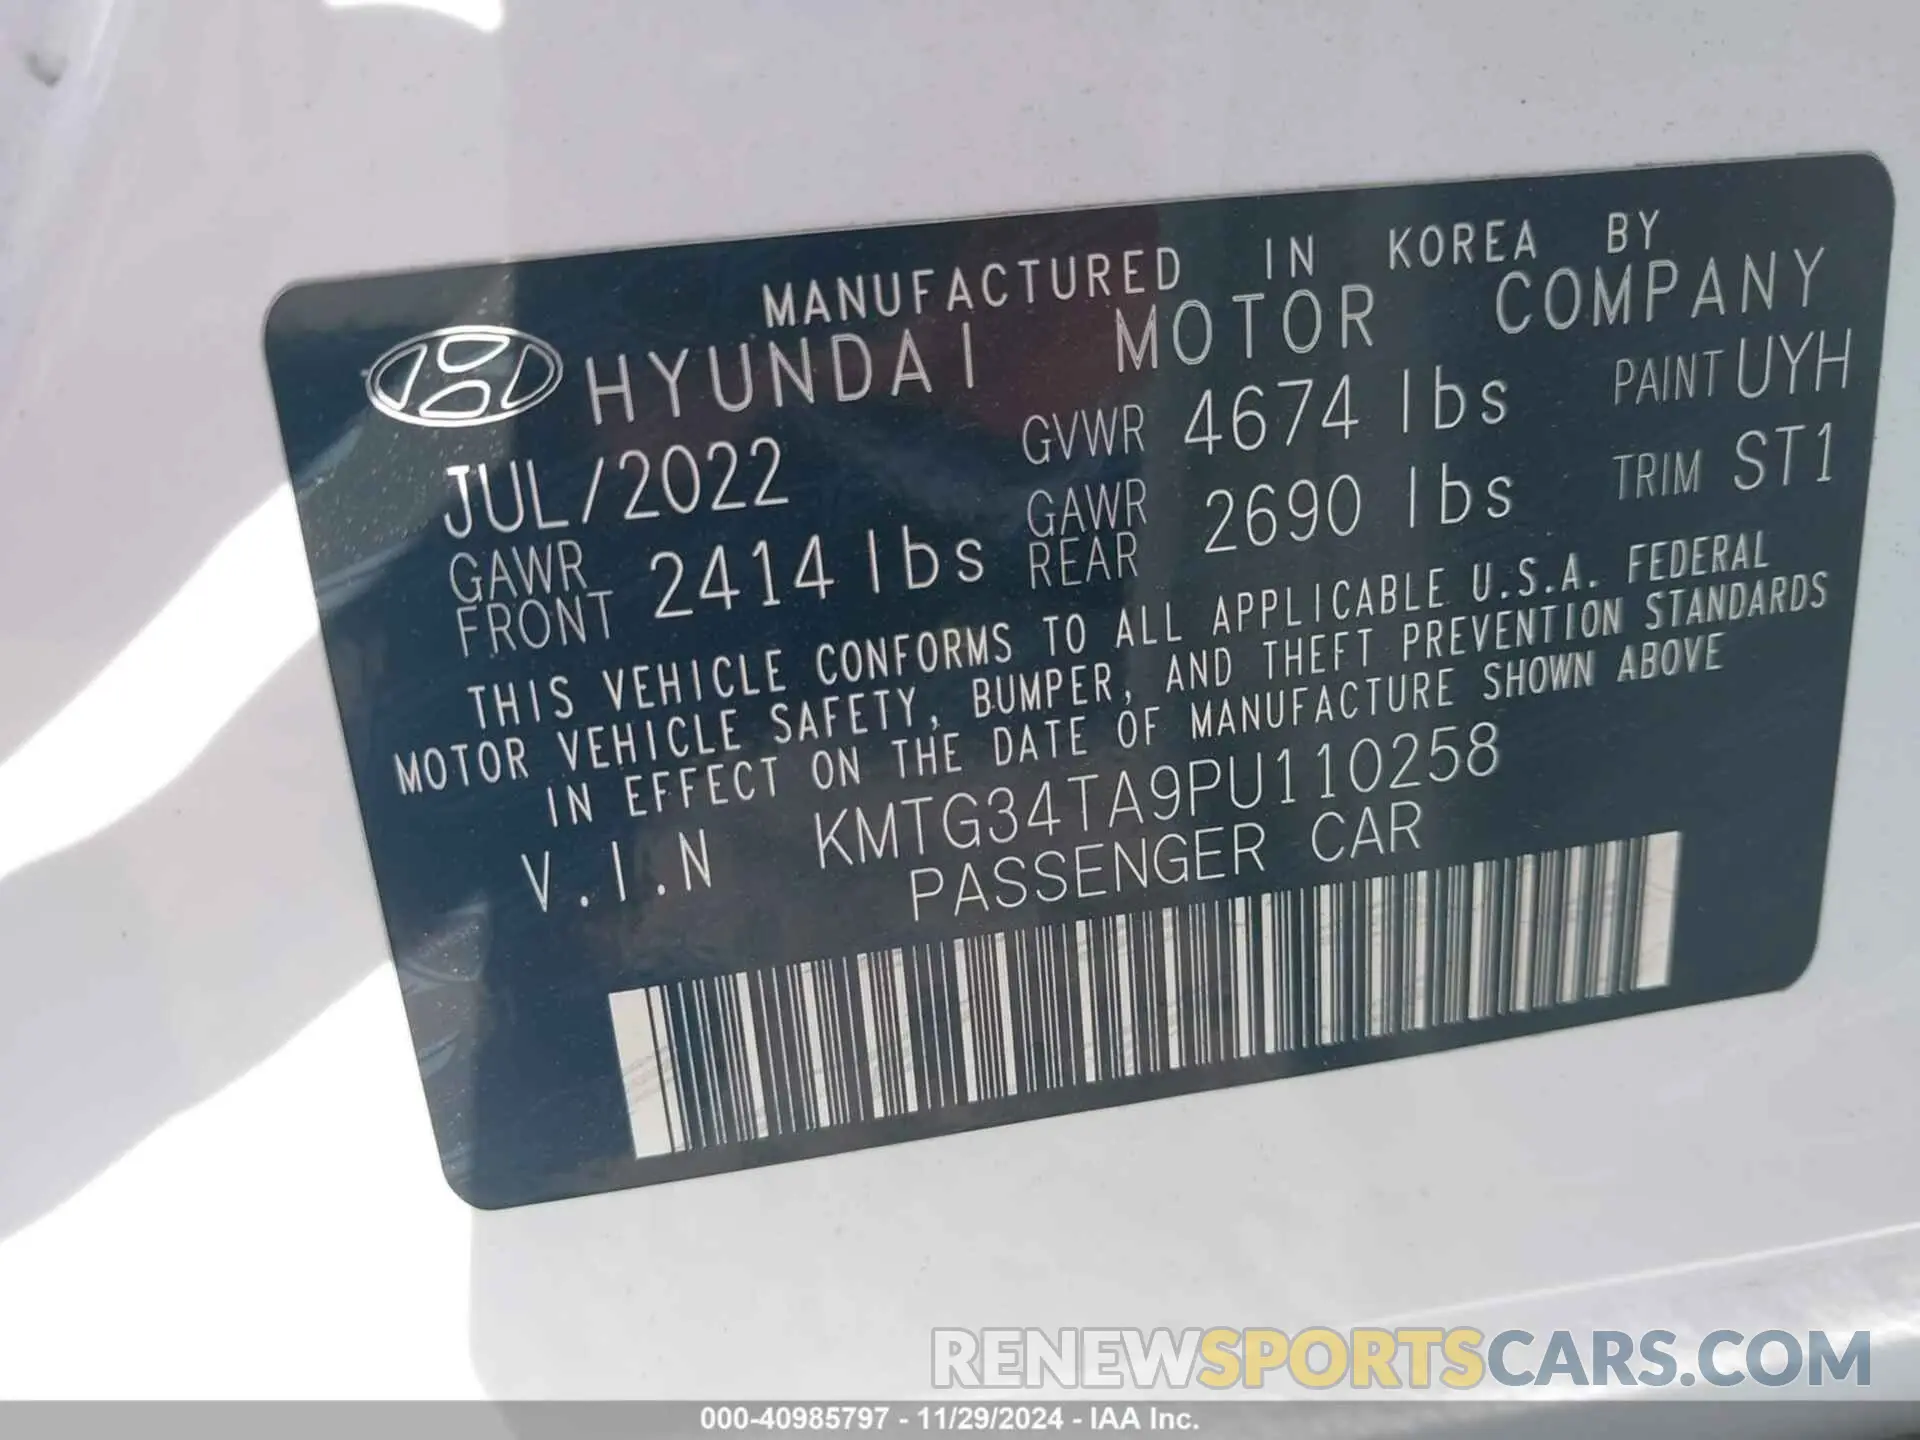 MANUFACTURED IN KOREA BY
HYUNDAI MOTOR COMPANY
JUL/2022 GVWR 4674 lbs PAINT UYH
GAWR FRONT 2414 lbs GAWR REAR 2690 lbs TRIM ST1
THIS VEHICLE CONFORMS TO ALL APPLICABLE U.S.A. FEDERAL
MOTOR VEHICLE SAFETY, BUMPER, AND THEFT PREVENTION STANDARDS
IN EFFECT ON THE DATE OF MANUFACTURE SHOWN ABOVE
V.I.N KMTG34TA9PU110258
PASSENGER CAR
RENEWSPORTSCARS.COM
000-40985797 - 11/29/2024 - IAA Inc.